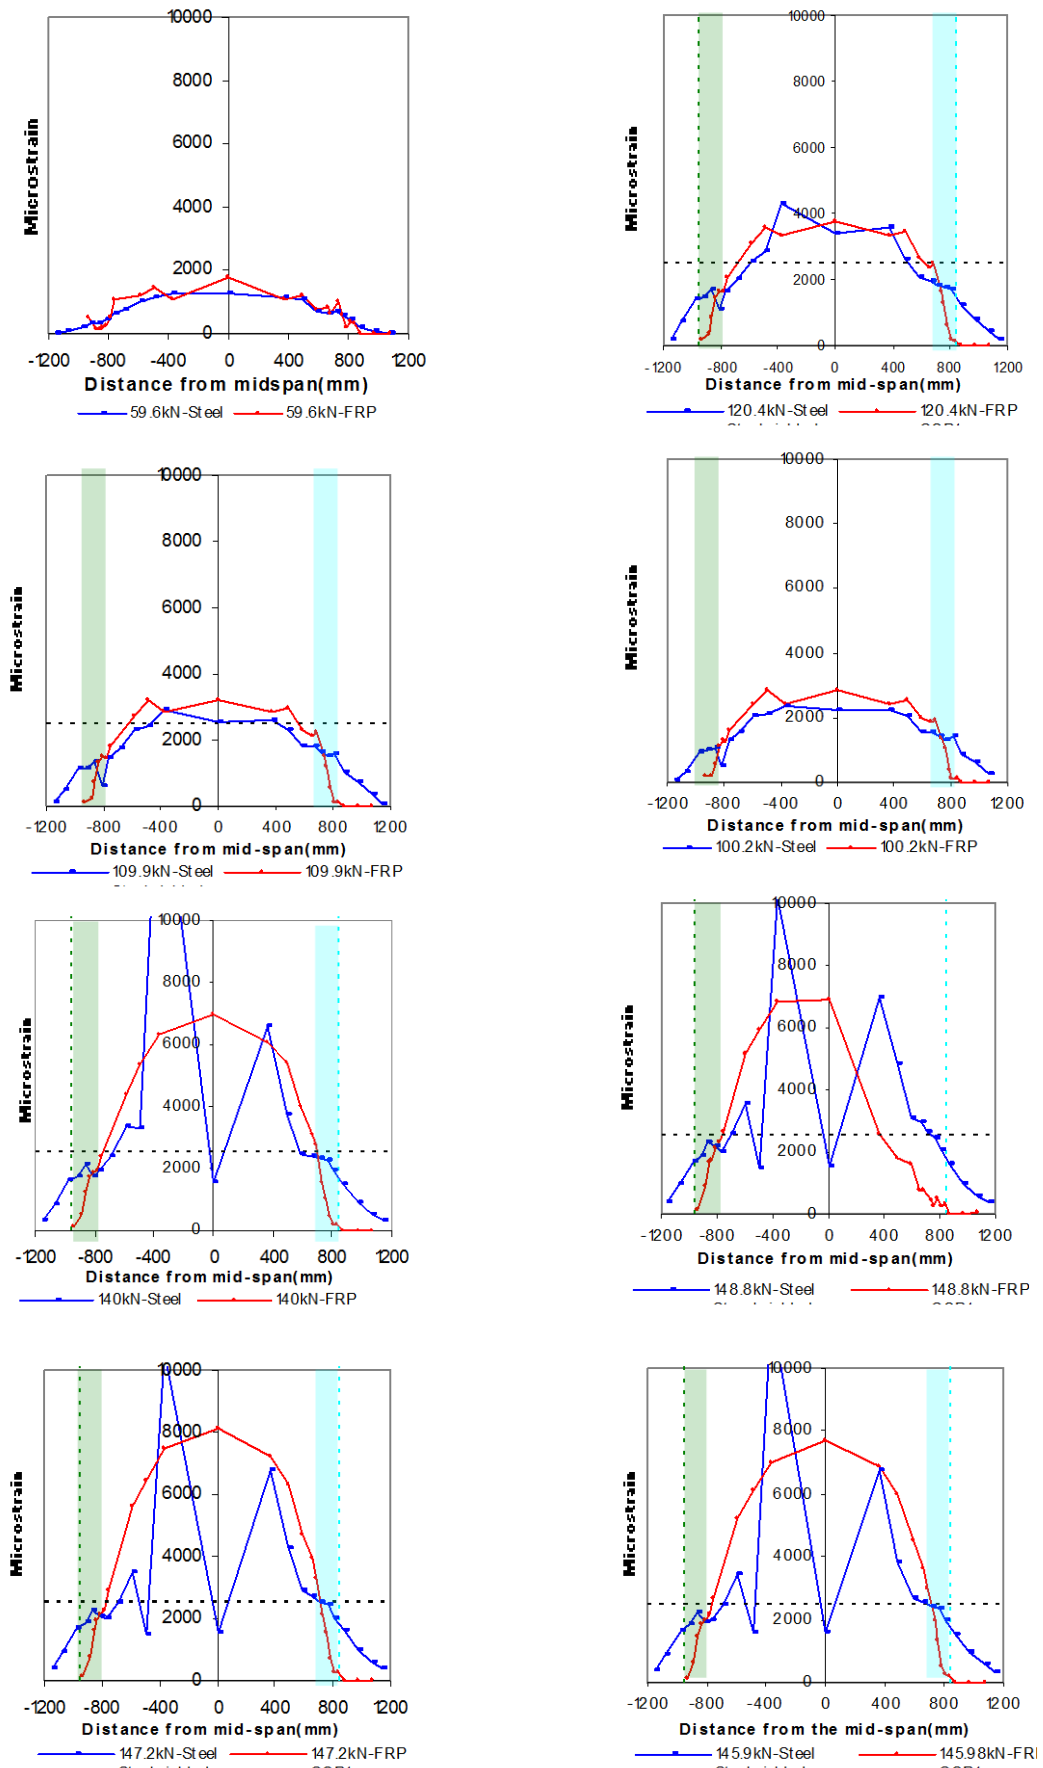 10000
8000
6000
4000
2000
0
-1200 -800 -400 0 400 800 1200
Microstrain
Distance from midspan(mm)
59.6kN-Steel 59.6kN-FRP
10000
8000
6000
4000
2000
0
-1200 -800 -400 0 400 800 1200
Microstrain
Distance from mid-span(mm)
120.4kN-Steel 120.4kN-FRP
10000
8000
6000
4000
2000
0
-1200 -800 -400 0 400 800 1200
Microstrain
Distance from mid-span(mm)
109.9kN-Steel 109.9kN-FRP
10000
8000
6000
4000
2000
0
-1200 -800 -400 0 400 800 1200
Microstrain
Distance from mid-span(mm)
100.2kN-Steel 100.2kN-FRP
10000
8000
6000
4000
2000
0
-1200 -800 -400 0 400 800 1200
Microstrain
Distance from mid-span(mm)
140kN-Steel 140kN-FRP
10000
8000
6000
4000
2000
0
-1200 -800 -400 0 400 800 1200
Microstrain
Distance from mid-span(mm)
148.8kN-Steel 148.8kN-FRP
10000
8000
6000
4000
2000
0
-1200 -800 -400 0 400 800 1200
Microstrain
Distance from mid-span(mm)
147.2kN-Steel 147.2kN-FRP
10000
8000
6000
4000
2000
0
-1200 -800 -400 0 400 800 1200
Microstrain
Distance from the mid-span(mm)
145.9kN-Steel 145.98kN-FRP